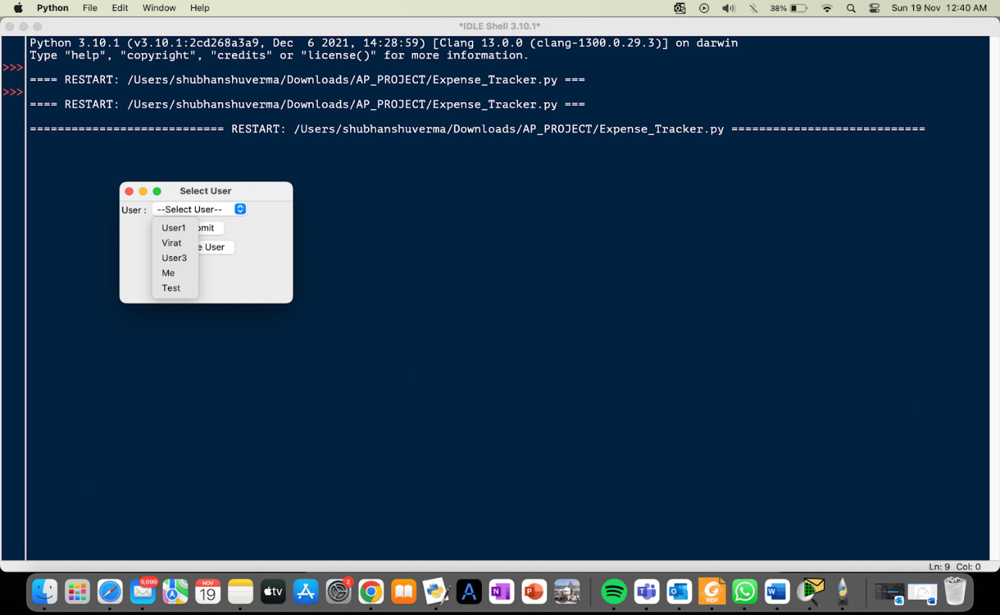 Python File Edit Window Help 38% Sun 19 Nov 12:40 AM
*IDLE Shell 3.10.1*
Python 3.10.1 (v3.10.1:2cd268a3a9, Dec  6 2021, 14:28:59) [Clang 13.0.0 (clang-1300.0.29.3)] on darwin
Type "help", "copyright", "credits" or "license()" for more information.
>>>
==== RESTART: /Users/shubhanshuverma/Downloads/AP_PROJECT/Expense_Tracker.py ===
>>>
==== RESTART: /Users/shubhanshuverma/Downloads/AP_PROJECT/Expense_Tracker.py ===
============================ RESTART: /Users/shubhanshuverma/Downloads/AP_PROJECT/Expense_Tracker.py ============================
Select User
User : --Select User--
User1 omit
Virat
e User
User3
Me
Test
Ln: 9 Col: 0
9,699
2
NOV
19
tv
N
P
T
O
PDF
W